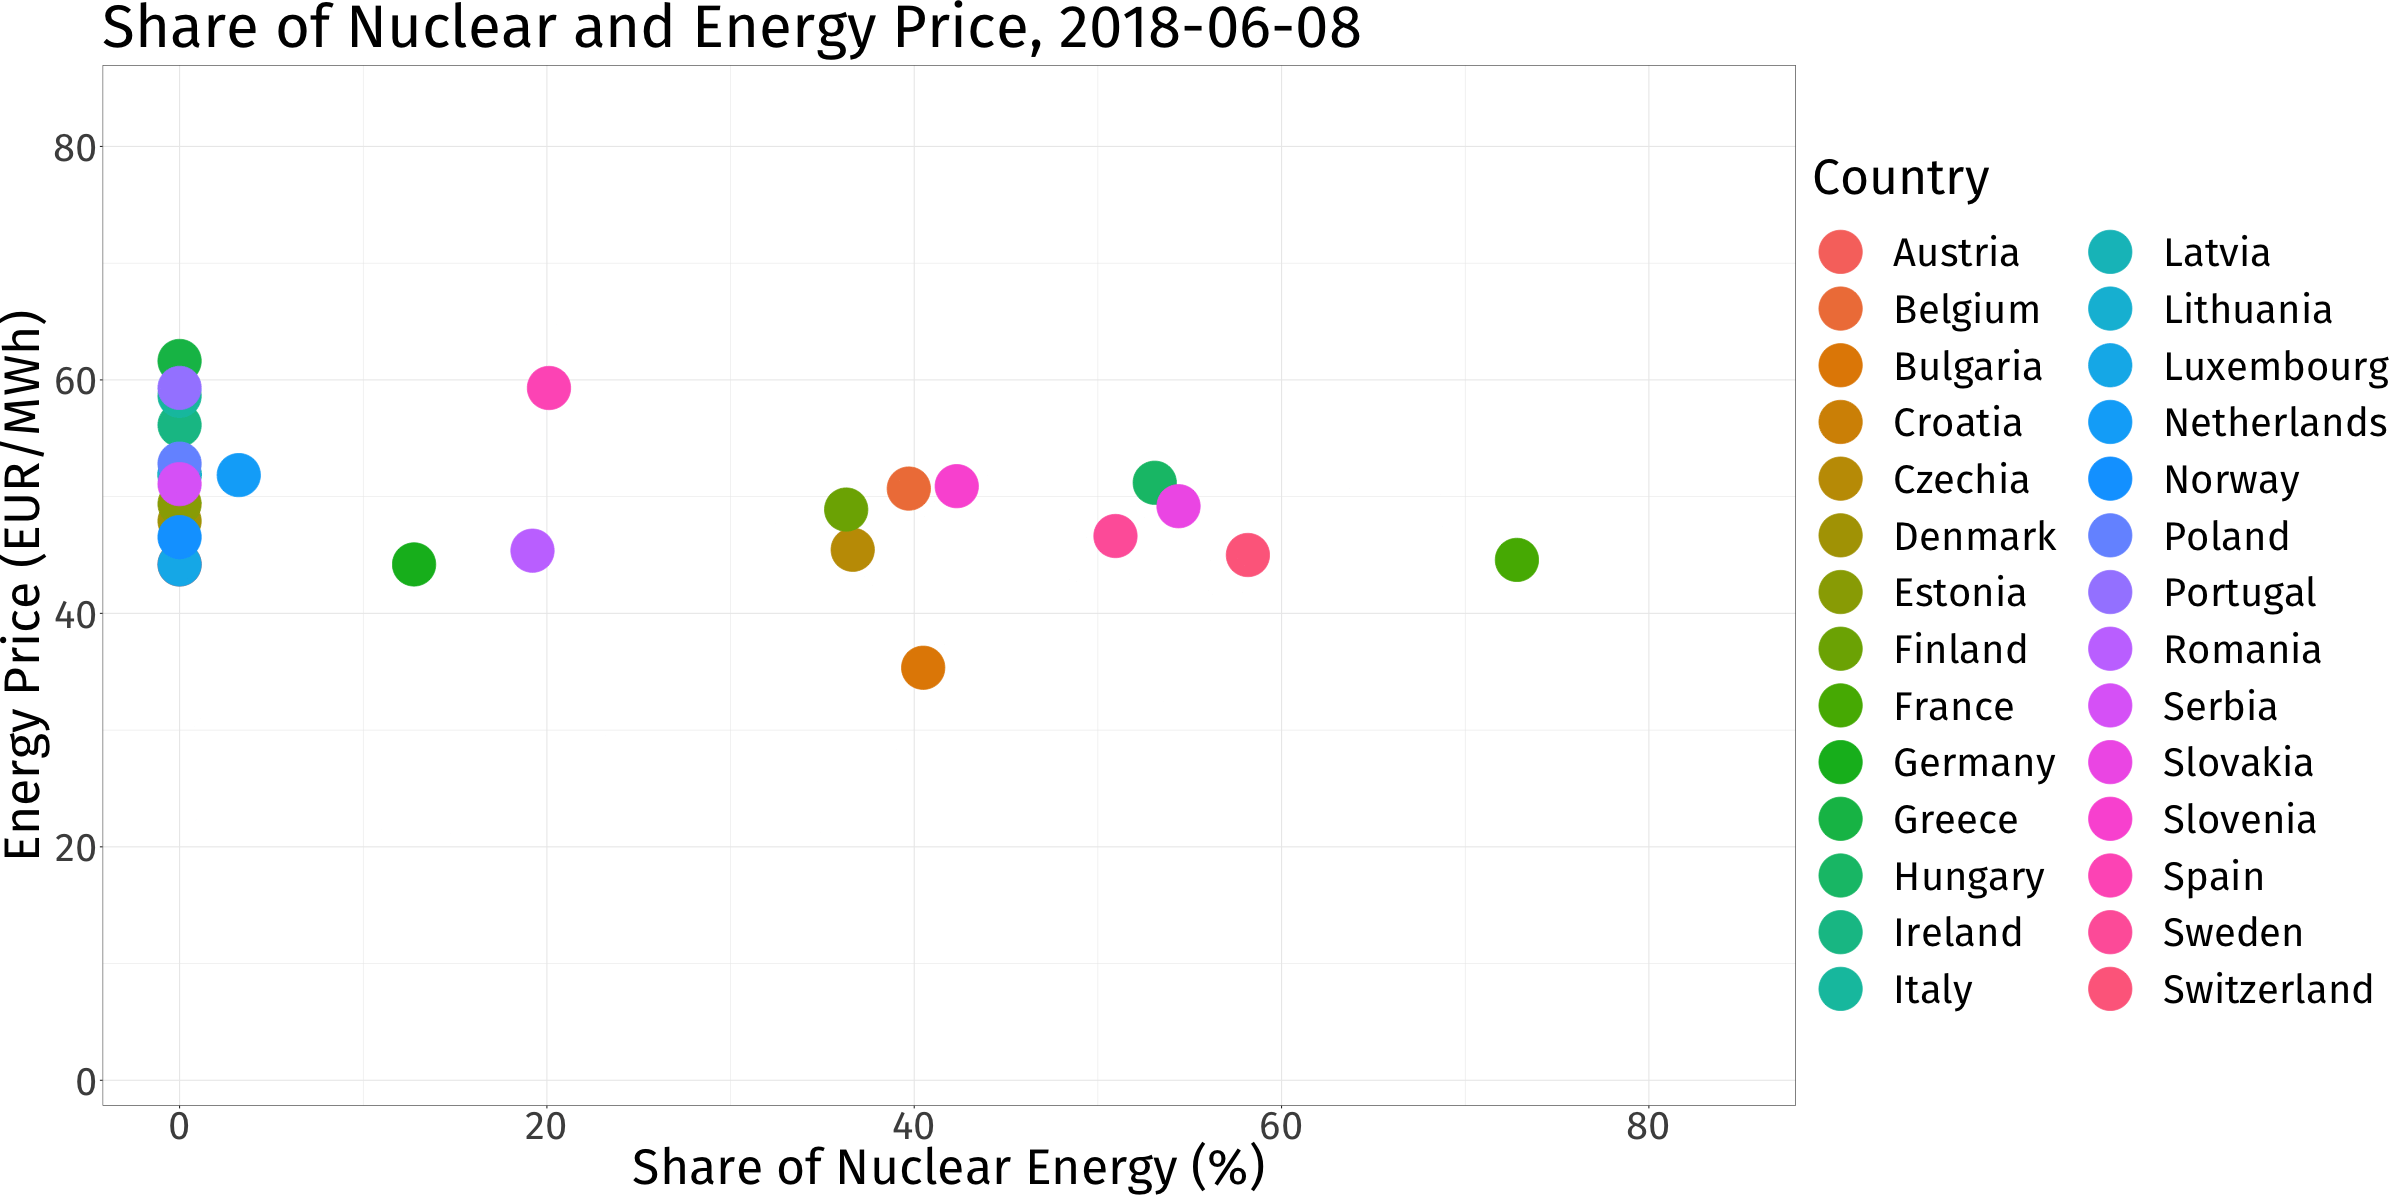 Share of Nuclear and Energy Price, 2018-06-08
Energy Price (EUR/MWh)
80
60
40
20
0
0 20 40 60 80
Share of Nuclear Energy (%)
Country
Austria
Belgium
Bulgaria
Croatia
Czechia
Denmark
Estonia
Finland
France
Germany
Greece
Hungary
Ireland
Italy
Latvia
Lithuania
Luxembourg
Netherlands
Norway
Poland
Portugal
Romania
Serbia
Slovakia
Slovenia
Spain
Sweden
Switzerland